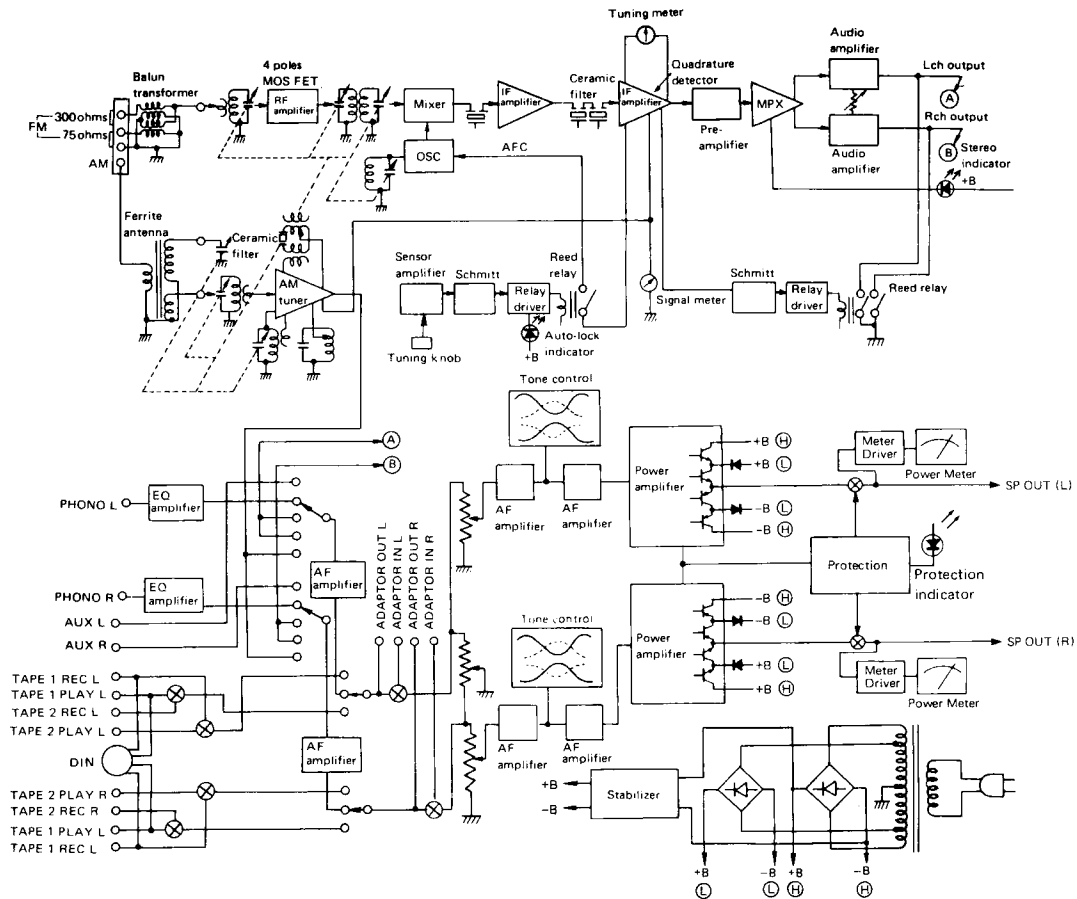 Tuning meter
Audio
amplifier
Quadrature
detector
Lch output
4 poles
MOS FET
Balun
transformer
Ceramic
filter
IF
amplifier
IF
amplifier
RF
amplifier
Mixer
MPX
A
Rch output
FM
300 ohms
75 ohms
Pre-
amplifier
B
Stereo
indicator
AM
OSC
AFC
Audio
amplifier
+B
Ferrite
antenna
Ceramic
filter
Sensor
amplifier
Schmitt
Reed
relay
Schmitt
Relay
driver
Reed relay
AM
tuner
Relay
driver
Signal meter
Auto-lock
indicator
+B
Tuning knob
Tone control
A
B
+B H
Meter
Driver
+B L
Power
amplifier
Power Meter
EQ
amplifier
PHONO L
SP OUT (L)
AF
amplifier
AF
amplifier
-B L
-B H
ADAPTOR OUT L
ADAPTOR IN L
ADAPTOR OUT R
ADAPTOR IN R
AF
amplifier
Protection
Protection
indicator
EQ
amplifier
PHONO R
-B H
Tone control
AUX L
-B L
Power
amplifier
AUX R
SP OUT (R)
+B L
Meter
Driver
TAPE 1 REC L
+B H
TAPE 1 PLAY L
Power Meter
TAPE 2 REC L
TAPE 2 PLAY L
AF
amplifier
AF
amplifier
AF
amplifier
DIN
+B
Stabilizer
-B
TAPE 2 PLAY R
TAPE 2 REC R
TAPE 1 PLAY L
TAPE 1 REC L
+B
L
-B
L
+B
H
-B
H